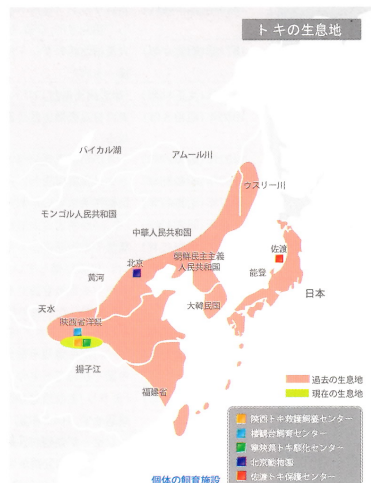 トキの生息地
バイカル湖
アムール川
ウスリー川
モンゴル人民共和国
中華人民共和国
佐渡
北京
朝鮮民主主義
人民共和国
能登
黄河
日本
天水
大韓民国
陝西省洋県
揚子江
過去の生息地
現在の生息地
福建省
陝西トキ救護飼養センター
楼観台飼育センター
寧陝県トキ馴化センター
北京動物園
佐渡トキ保護センター
個体の飼育施設